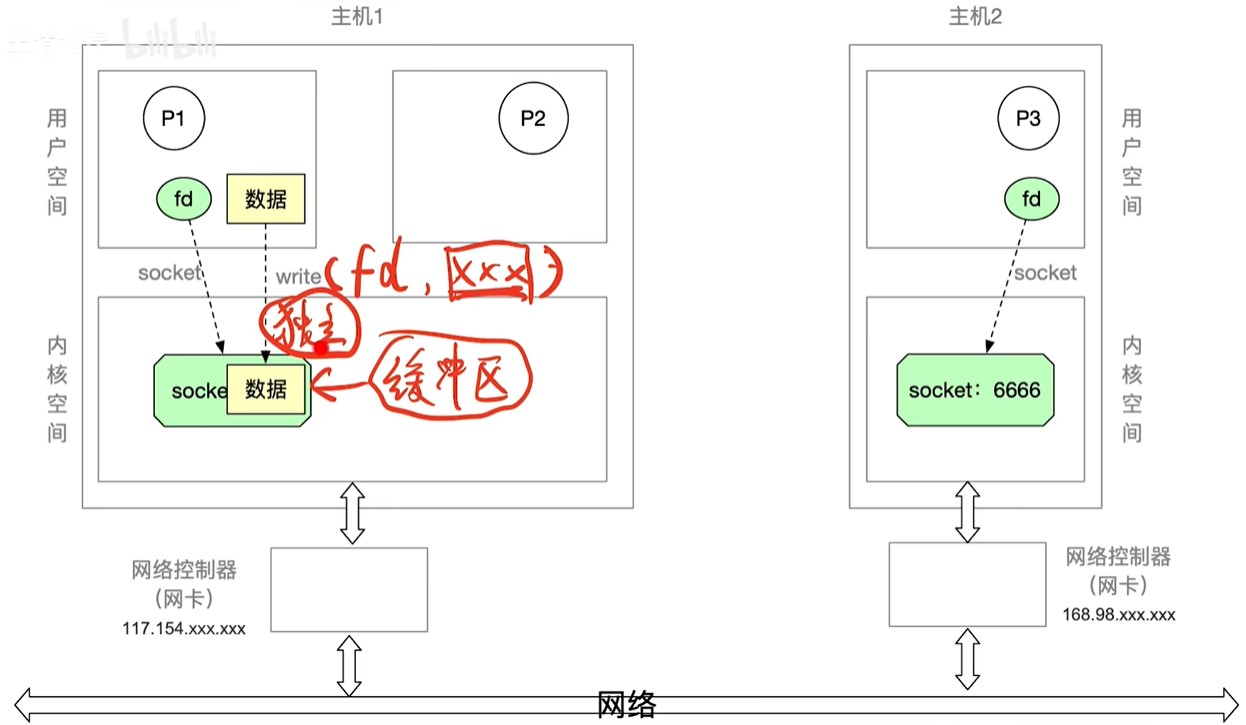 主机1
主机2
bilibili
用户空间
P1
P2
P3
用户空间
fd
数据
fd
socket
write
(fd, xxx)
socket
独立
内核空间
socke
数据
缓冲区
socket：6666
内核空间
网络控制器
（网卡）
117.154.xxx.xxx
网络控制器
（网卡）
168.98.xxx.xxx
网络